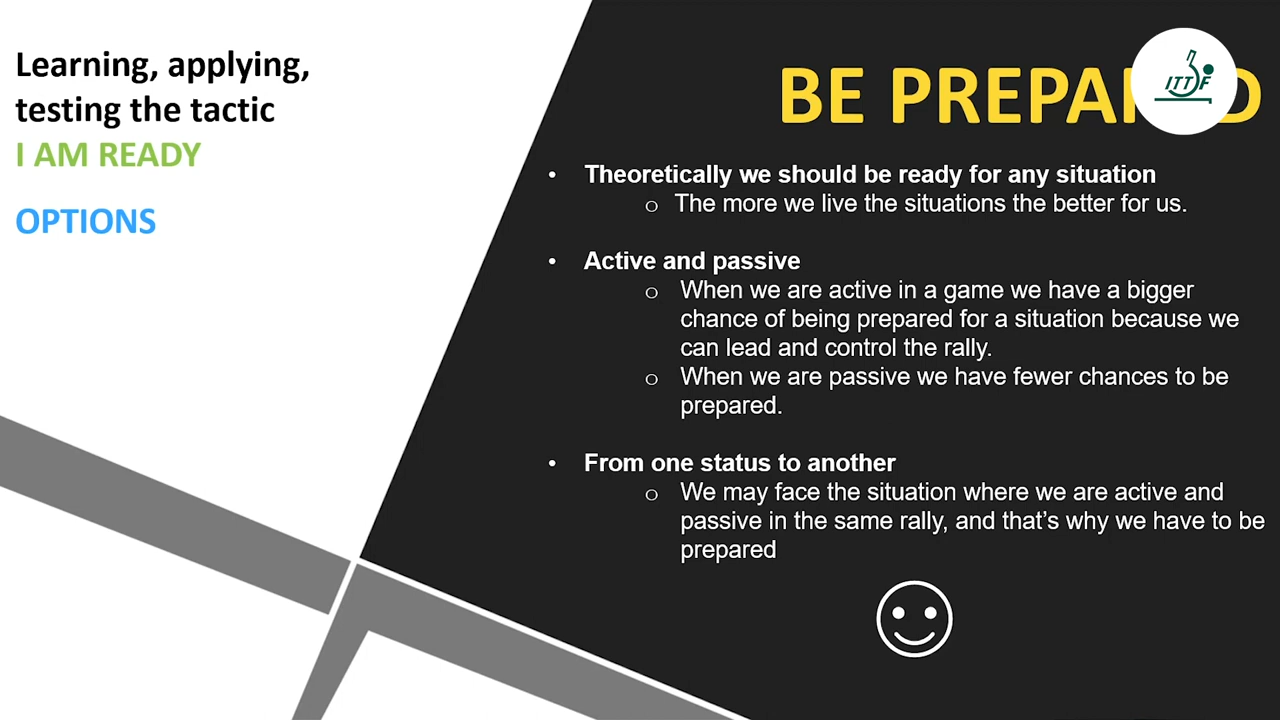 Learning, applying,
testing the tactic
I AM READY
OPTIONS
BE PREPA D
ITTF
• Theoretically we should be ready for any situation
o The more we live the situations the better for us.
• Active and passive
o When we are active in a game we have a bigger
chance of being prepared for a situation because we
can lead and control the rally.
o When we are passive we have fewer chances to be
prepared.
• From one status to another
o We may face the situation where we are active and
passive in the same rally, and that’s why we have to be
prepared